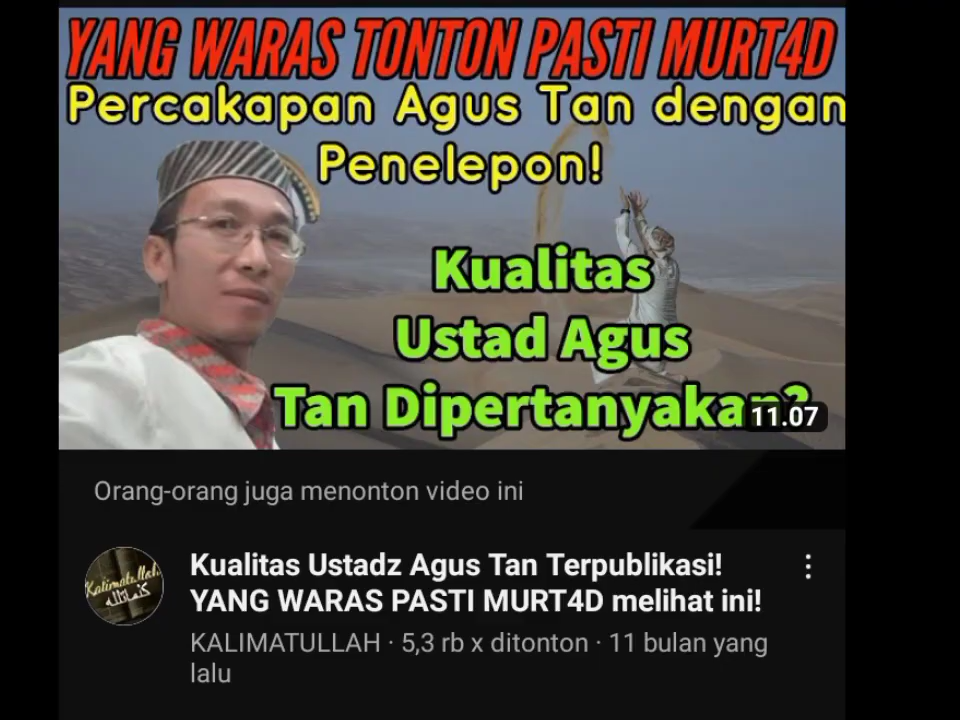 YANG WARAS TONTON PASTI MURT4D
Percakapan Agus Tan dengan
Penelepon!
Kualitas
Ustad Agus
Tan Dipertanyakan?
11.07
Orang-orang juga menonton video ini
Kalimatullah
كلمةالله
Kualitas Ustadz Agus Tan Terpublikasi!
YANG WARAS PASTI MURT4D melihat ini!
KALIMATULLAH · 5,3 rb x ditonton · 11 bulan yang
lalu